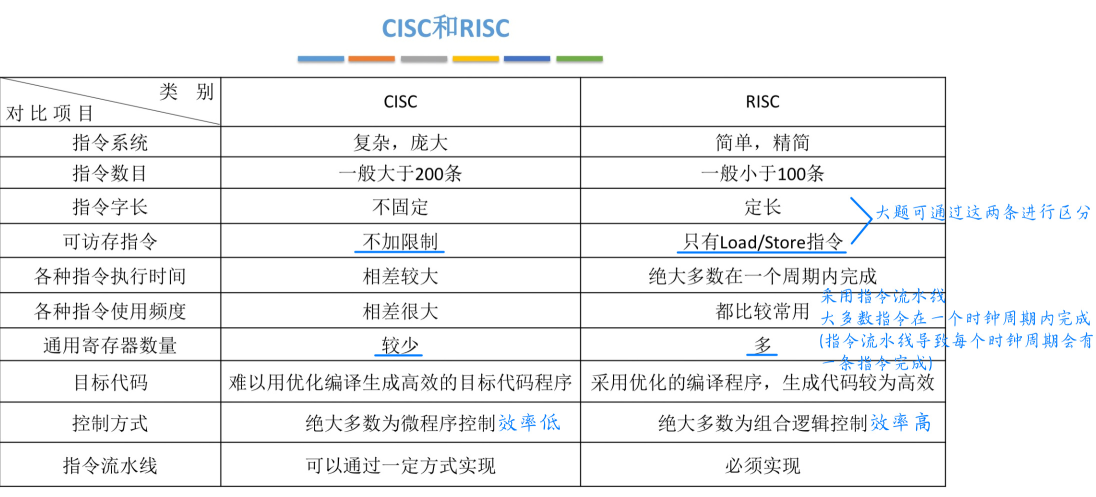 CISC和RISC
类 别
对比项目
CISC
RISC
指令系统
复杂，庞大
简单，精简
指令数目
一般大于200条
一般小于100条
指令字长
不固定
定长
大题可通过这两条进行区分
可访存指令
不加限制
只有Load/Store指令
各种指令执行时间
相差较大
绝大多数在一个周期内完成
各种指令使用频度
相差很大
都比较常用
采用指令流水线
大多数指令在一个时钟周期内完成
(指令流水线导致每个时钟周期会有
一条指令完成)
通用寄存器数量
较少
多
目标代码
难以用优化编译生成高效的目标代码程序
采用优化的编译程序，生成代码较为高效
控制方式
绝大多数为微程序控制 效率低
绝大多数为组合逻辑控制 效率高
指令流水线
可以通过一定方式实现
必须实现